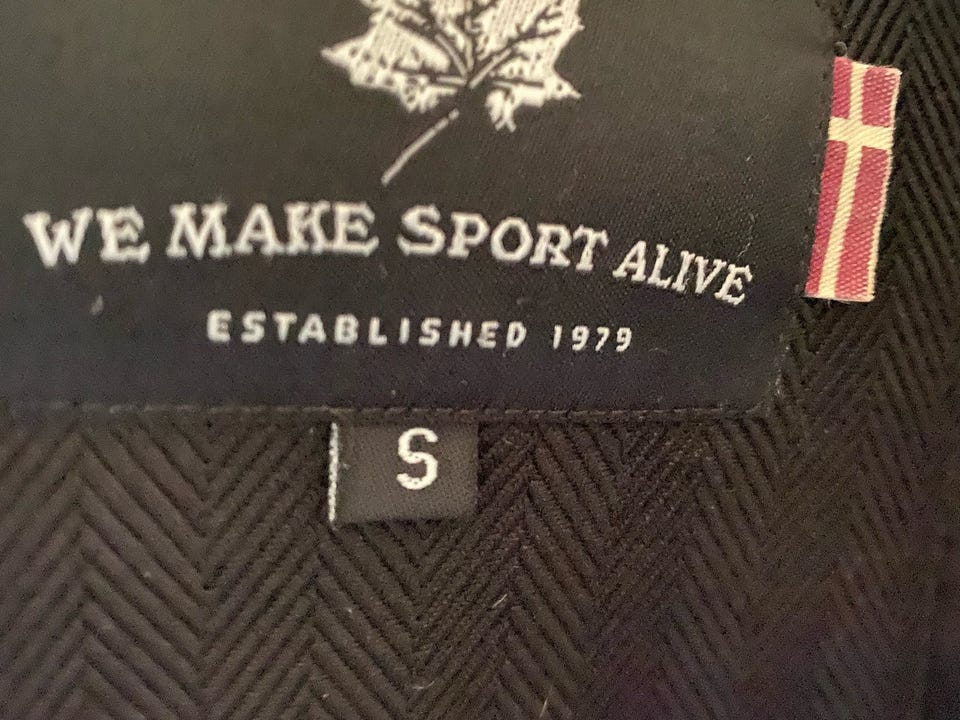 WE MAKE SPORT ALIVE
ESTABLISHED 1979
S